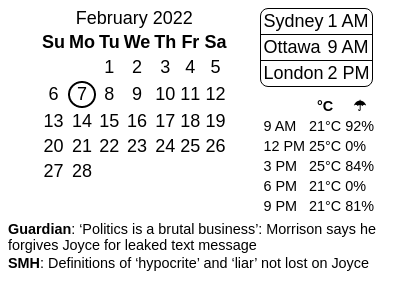 February 2022
Su Mo Tu We Th Fr Sa
1 2 3 4 5
6 7 8 9 10 11 12
13 14 15 16 17 18 19
20 21 22 23 24 25 26
27 28
Sydney 1 AM
Ottawa 9 AM
London 2 PM
°C ☂
9 AM 21°C 92%
12 PM 25°C 0%
3 PM 25°C 84%
6 PM 21°C 0%
9 PM 21°C 81%
Guardian: ‘Politics is a brutal business’: Morrison says he
forgives Joyce for leaked text message
SMH: Definitions of ‘hypocrite’ and ‘liar’ not lost on Joyce